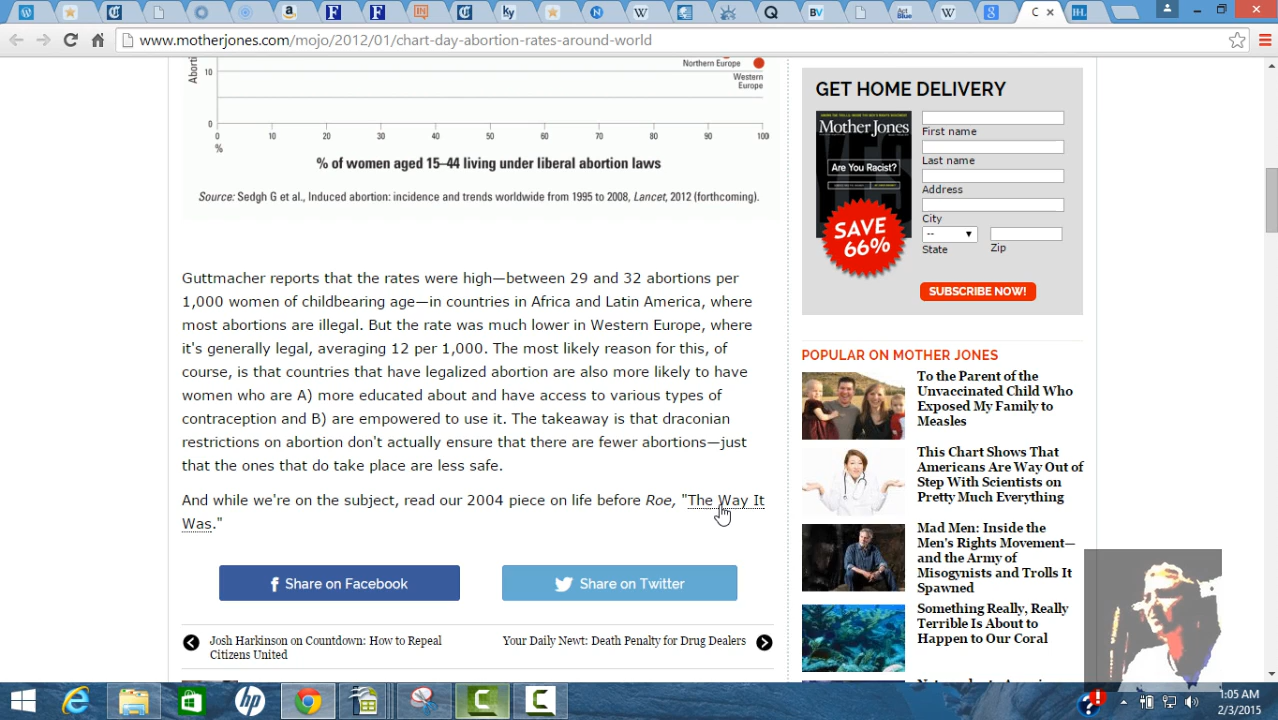 www.motherjones.com/mojo/2012/01/chart-day-abortion-rates-around-world
10
Northern Europe
Western
Europe
0
0 10 20 30 40 50 60 70 80 90 100
%
% of women aged 15–44 living under liberal abortion laws
Source: Sedgh G et al., Induced abortion: incidence and trends worldwide from 1995 to 2008, Lancet, 2012 (forthcoming).
Guttmacher reports that the rates were high—between 29 and 32 abortions per
1,000 women of childbearing age—in countries in Africa and Latin America, where
most abortions are illegal. But the rate was much lower in Western Europe, where
it's generally legal, averaging 12 per 1,000. The most likely reason for this, of
course, is that countries that have legalized abortion are also more likely to have
women who are A) more educated about and have access to various types of
contraception and B) are empowered to use it. The takeaway is that draconian
restrictions on abortion don't actually ensure that there are fewer abortions—just
that the ones that do take place are less safe.
And while we're on the subject, read our 2004 piece on life before Roe, "The Way It
Was."
Share on Facebook
Share on Twitter
Josh Harkinson on Countdown: How to Repeal
Citizens United
Your Daily Newt: Death Penalty for Drug Dealers
GET HOME DELIVERY
Mother Jones
Are You Racist?
SAVE
66%
First name
Last name
Address
City
--
State
Zip
SUBSCRIBE NOW!
POPULAR ON MOTHER JONES
To the Parent of the
Unvaccinated Child Who
Exposed My Family to
Measles
This Chart Shows That
Americans Are Way Out of
Step With Scientists on
Pretty Much Everything
Mad Men: Inside the
Men's Rights Movement—
and the Army of
Misogynists and Trolls It
Spawned
Something Really, Really
Terrible Is About to
Happen to Our Coral
1:05 AM
2/3/2015